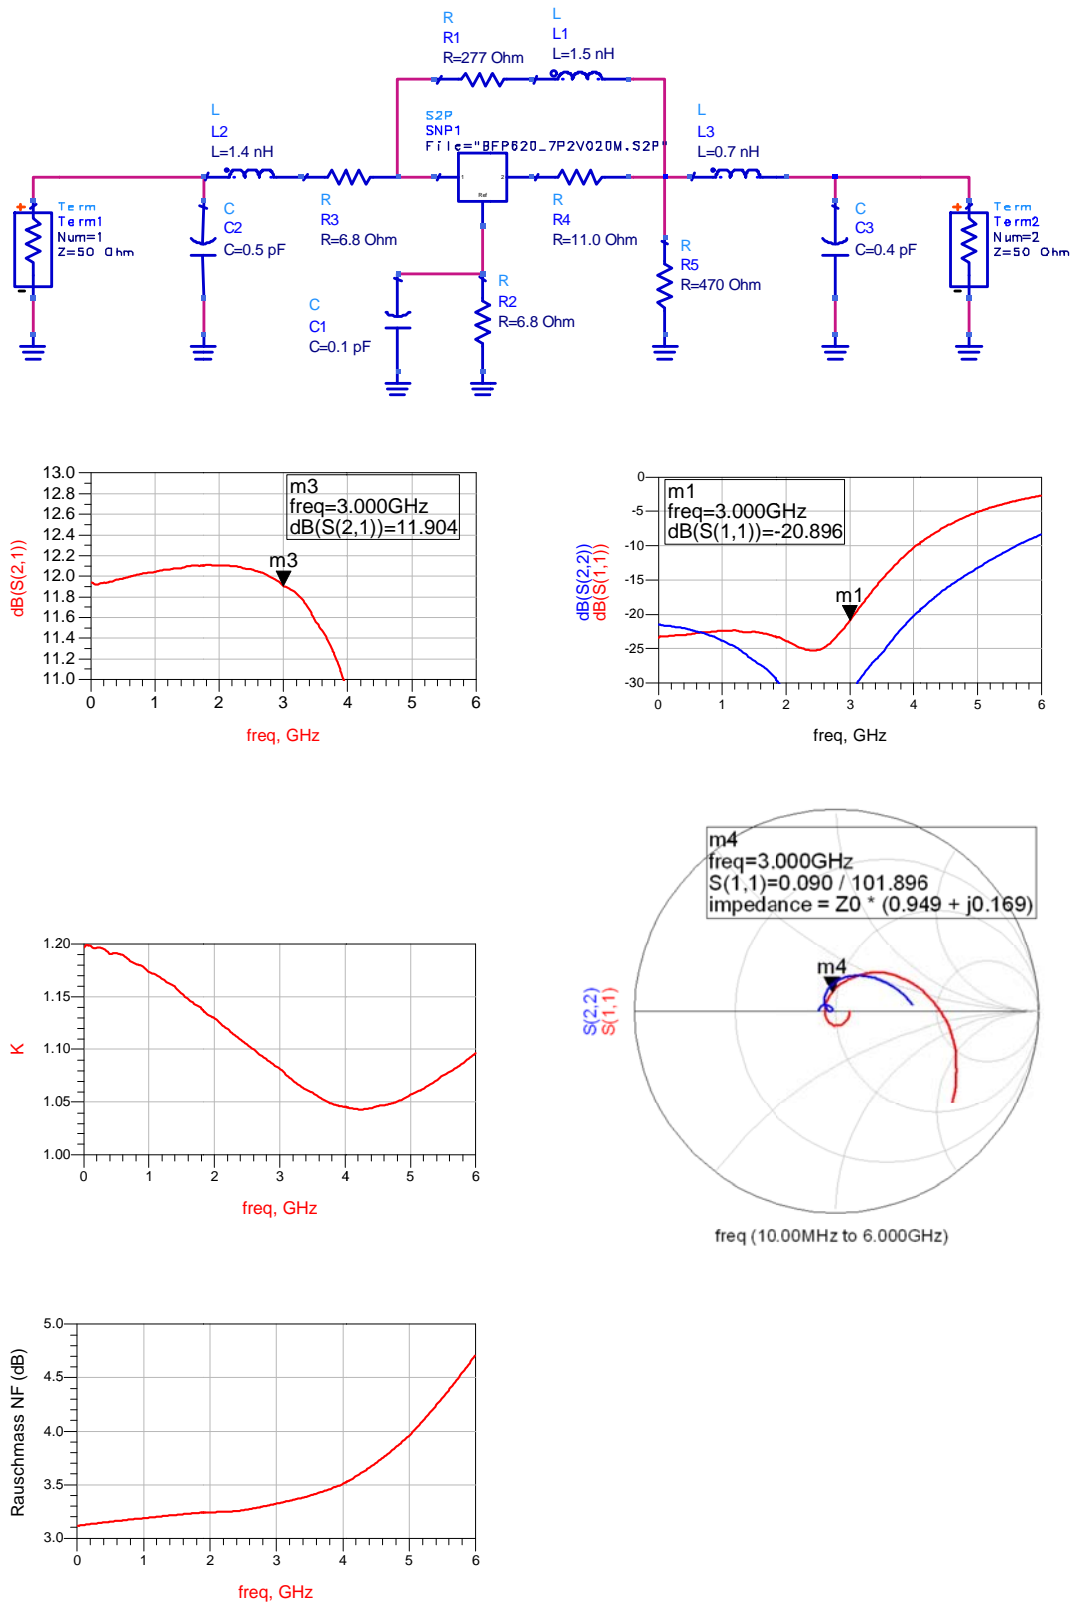 R
R1
R=277 Ohm
L
L1
L=1.5 nH
L
L2
L=1.4 nH
S2P
SNP1
File="BFP620_7P2V020M.S2P"
1
2
Ref
L
L3
L=0.7 nH
Term
Term1
Num=1
Z=50 Ohm
C
C2
C=0.5 pF
R
R3
R=6.8 Ohm
R
R4
R=11.0 Ohm
R
R5
R=470 Ohm
C
C3
C=0.4 pF
Term
Term2
Num=2
Z=50 Ohm
C
C1
C=0.1 pF
R
R2
R=6.8 Ohm
m3
freq=3.000GHz
dB(S(2,1))=11.904
m3
13.0
12.8
12.6
12.4
12.2
12.0
11.8
11.6
11.4
11.2
11.0
dB(S(2,1))
0 1 2 3 4 5 6
freq, GHz
m1
freq=3.000GHz
dB(S(1,1))=-20.896
m1
0
-5
-10
-15
-20
-25
-30
dB(S(2,2))
dB(S(1,1))
0 1 2 3 4 5 6
freq, GHz
m4
freq=3.000GHz
S(1,1)=0.090 / 101.896
impedance = Z0 * (0.949 + j0.169)
m4
S(2,2)
S(1,1)
freq (10.00MHz to 6.000GHz)
1.20
1.15
1.10
1.05
1.00
K
0 1 2 3 4 5 6
freq, GHz
5.0
4.5
4.0
3.5
3.0
Rauschmass NF (dB)
0 1 2 3 4 5 6
freq, GHz